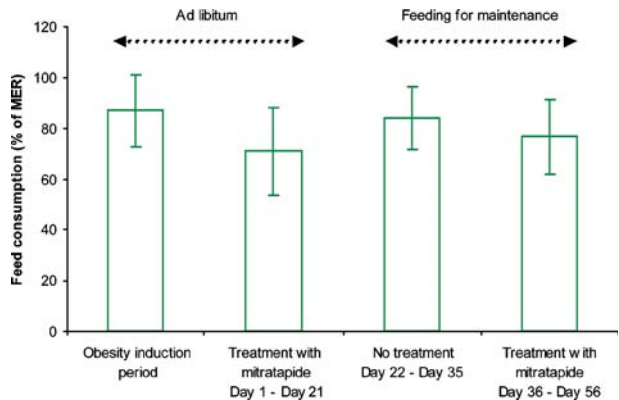 Ad libitum
Feeding for maintenance
Feed consumption (% of MER)
120
100
80
60
40
20
0
Obesity induction
period
Treatment with
mitratapide
Day 1 - Day 21
No treatment
Day 22 - Day 35
Treatment with
mitratapide
Day 36 - Day 56